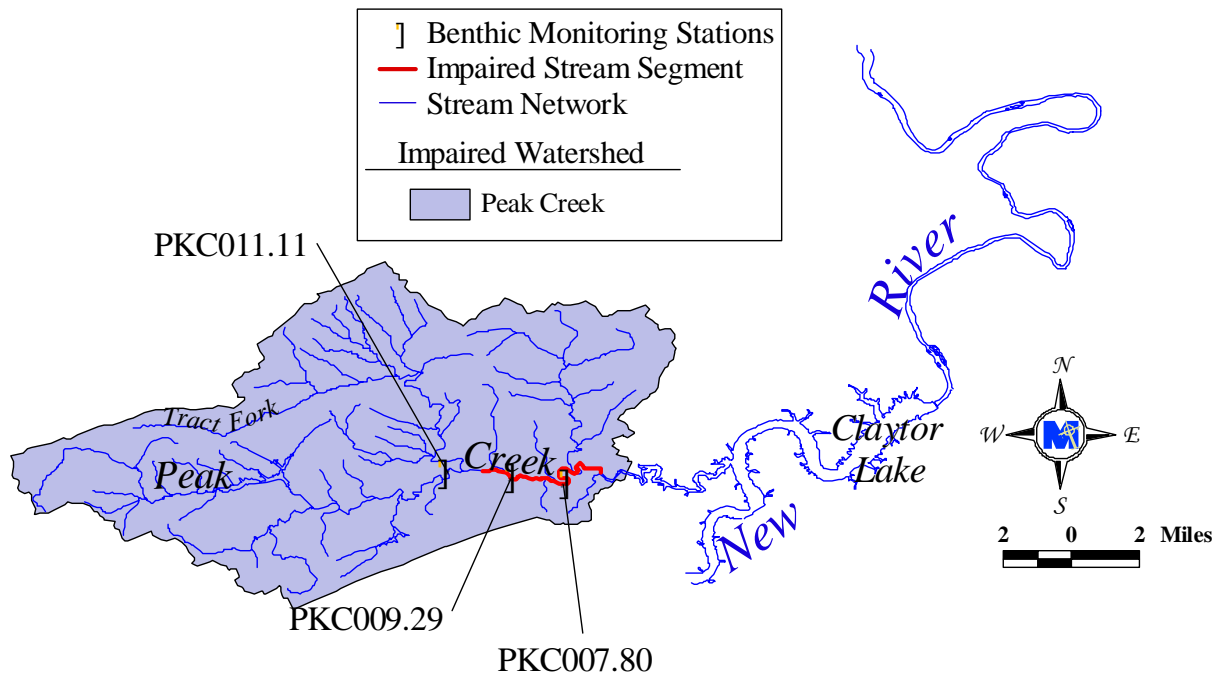 ] Benthic Monitoring Stations
Impaired Stream Segment
Stream Network
Impaired Watershed
Peak Creek
PKC011.11
River
Tract Fork
Peak Creek
Claytor
Lake
New
N
W E
S
2 0 2 Miles
PKC009.29
PKC007.80